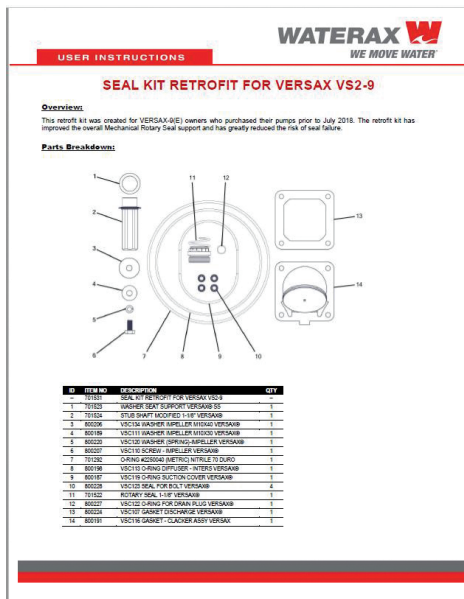 WATERAX
WE MOVE WATER
USER INSTRUCTIONS
SEAL KIT RETROFIT FOR VERSAX VS2-9
Overview:
This retrofit kit was created for VERSAX-9(E) owners who purchased their pumps prior to July 2018. The retrofit kit has
improved the overall Mechanical Rotary Seal support and has greatly reduced the risk of seal failure.
Parts Breakdown:
1
2
3
4
5
6
7
8
9
10
11
12
13
14
ID ITEM NO DESCRIPTION QTY
– 701531 SEAL KIT RETROFIT FOR VERSAX VS2-9 –
1 701523 WASHER SEAT SUPPORT VERSAX® SS 1
2 701524 STUB SHAFT MODIFIED 1-1/8" VERSAX® 1
3 800206 VSC134 WASHER IMPELLER M10X40 VERSAX® 1
4 800189 VSC111 WASHER IMPELLER M10X30 VERSAX® 1
5 800220 VSC120 WASHER (SPRING)-IMPELLER VERSAX® 1
6 800207 VSC110 SCREW - IMPELLER VERSAX® 1
7 701292 O-RING #2250040 (METRIC) NITRILE 70 DURO 1
8 800198 VSC113 O-RING DIFFUSER - INTERS VERSAX® 1
9 800187 VSC119 O-RING SUCTION COVER VERSAX® 1
10 800228 VSC123 SEAL FOR BOLT VERSAX® 4
11 701522 ROTARY SEAL 1-1/8" VERSAX® 1
12 800227 VSC122 O-RING FOR DRAIN PLUG VERSAX® 1
13 800224 VSC107 GASKET DISCHARGE VERSAX® 1
14 800191 VSC116 GASKET - CLACKER ASSY VERSAX 1